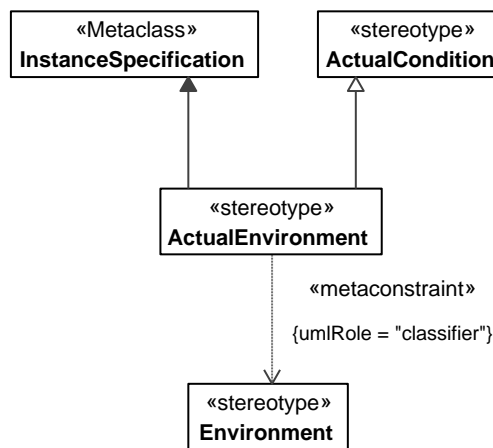 «Metaclass»
InstanceSpecification
«stereotype»
ActualCondition
«stereotype»
ActualEnvironment
«metaconstraint»
{umlRole = "classifier"}
«stereotype»
Environment